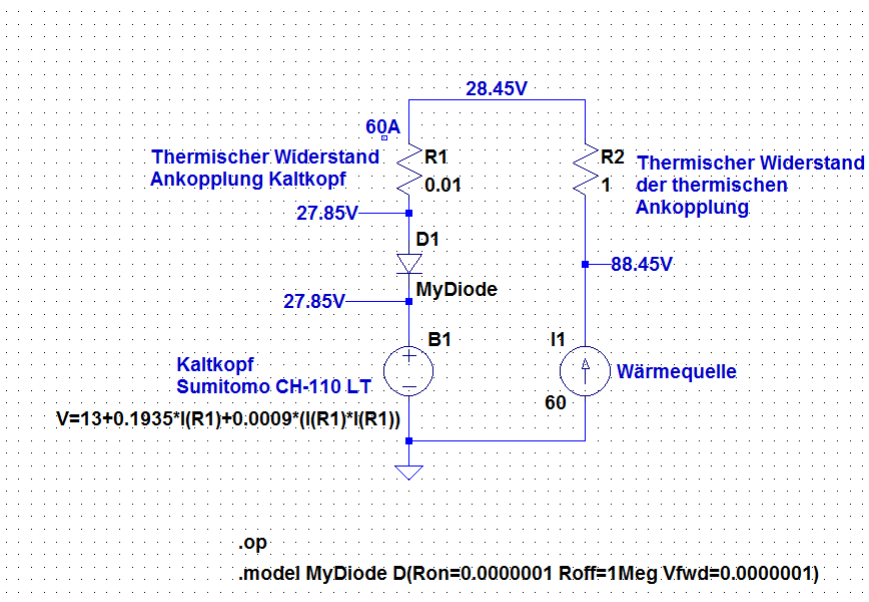 28.45V
60A
Thermischer Widerstand
Ankopplung Kaltkopf
R1
0.01
R2
1
Thermischer Widerstand
der thermischen
Ankopplung
27.85V
D1
MyDiode
88.45V
27.85V
B1
I1
Kaltkopf
Sumitomo CH-110 LT
Wärmequelle
60
V=13+0.1935*I(R1)+0.0009*(I(R1)*I(R1))
.op
.model MyDiode D(Ron=0.0000001 Roff=1Meg Vfwd=0.0000001)